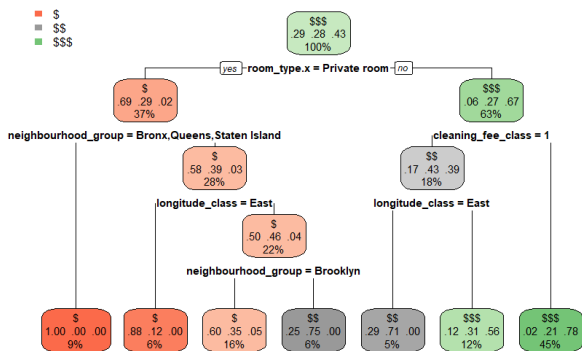 $
$$
$$$
$$$
.29 .28 .43
100%
yes room_type.x = Private room no
$
.69 .29 .02
37%
$$$
.06 .27 .67
63%
neighbourhood_group = Bronx,Queens,Staten Island
cleaning_fee_class = 1
$
.58 .39 .03
28%
$$
.17 .43 .39
18%
longitude_class = East
longitude_class = East
$
.50 .46 .04
22%
neighbourhood_group = Brooklyn
$
1.00 .00 .00
9%
$
.88 .12 .00
6%
$
.60 .35 .05
16%
$$
.25 .75 .00
6%
$$
.29 .71 .00
5%
$$$
.12 .31 .56
12%
$$$
.02 .21 .78
45%